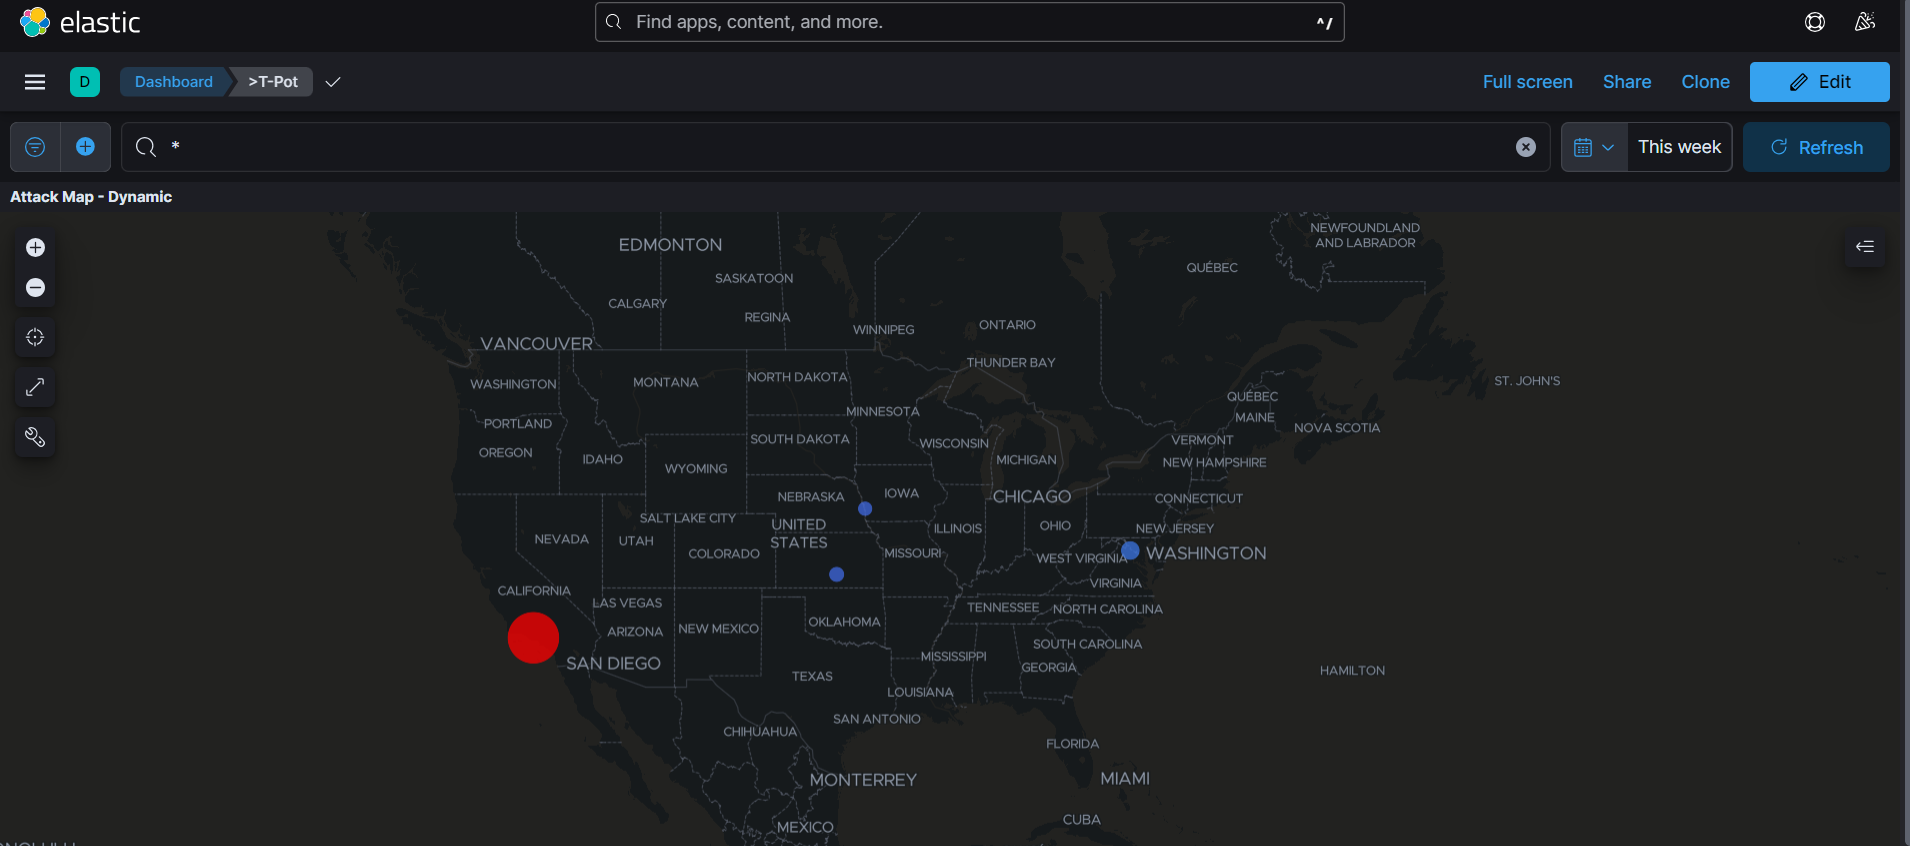 elastic
Find apps, content, and more.
^/
D
Dashboard
>T-Pot
Full screen
Share
Clone
Edit
*
This week
Refresh
Attack Map - Dynamic
NEWFOUNDLAND
AND LABRADOR
EDMONTON
QUÉBEC
SASKATOON
CALGARY
REGINA
ONTARIO
WINNIPEG
VANCOUVER
THUNDER BAY
NORTH DAKOTA
ST. JOHN'S
WASHINGTON
MONTANA
QUÉBEC
MINNESOTA
MAINE
PORTLAND
NOVA SCOTIA
SOUTH DAKOTA
VERMONT
WISCONSIN
OREGON
IDAHO
MICHIGAN
NEW HAMPSHIRE
WYOMING
IOWA
NEBRASKA
CHICAGO
CONNECTICUT
SALT LAKE CITY
UNITED
STATES
OHIO
ILLINOIS
NEW JERSEY
NEVADA
UTAH
COLORADO
MISSOURI
WEST VIRGINIA
WASHINGTON
VIRGINIA
CALIFORNIA
LAS VEGAS
TENNESSEE
NORTH CAROLINA
OKLAHOMA
ARIZONA
NEW MEXICO
SOUTH CAROLINA
SAN DIEGO
MISSISSIPPI
GEORGIA
HAMILTON
TEXAS
LOUISIANA
SAN ANTONIO
CHIHUAHUA
FLORIDA
MONTERREY
MIAMI
CUBA
MEXICO